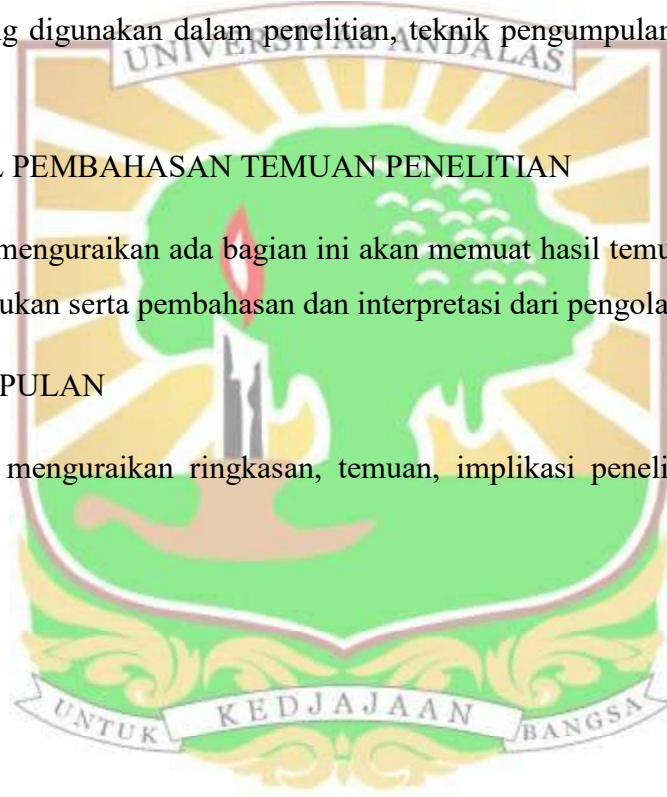 g digunakan dalam penelitian, teknik pengumpulan
UNIVERSITAS ANDALAS
PEMBAHASAN TEMUAN PENELITIAN
menguraikan ada bagian ini akan memuat hasil temu
ukan serta pembahasan dan interpretasi dari pengola
PULAN
menguraikan ringkasan, temuan, implikasi peneli
UNTUK KEDJAJAAN BANGSA